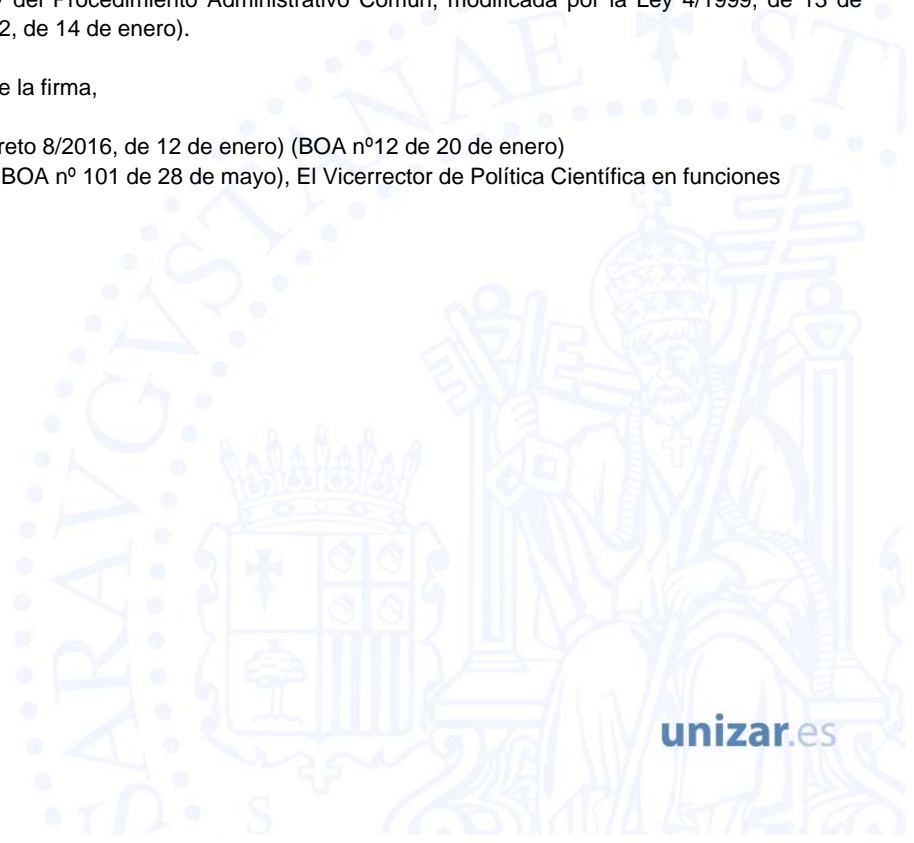 y del Procedimiento Administrativo Común, modificada por la Ley 4/1999, de 13 de
2, de 14 de enero).
e la firma,
reto 8/2016, de 12 de enero) (BOA nº12 de 20 de enero)
BOA nº 101 de 28 de mayo), El Vicerrector de Política Científica en funciones
SARAVGVSTANAE ST
S
unizar.es